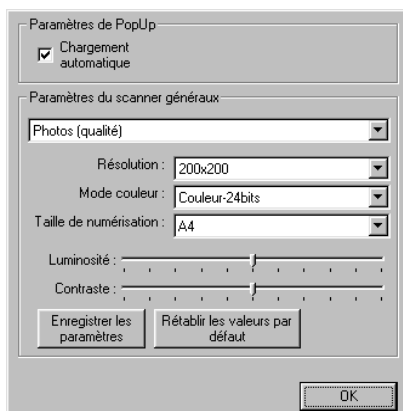 Paramètres de PopUp
Chargement
automatique
Paramètres du scanner généraux
Photos (qualité)
Résolution : 200x200
Mode couleur : Couleur-24bits
Taille de numérisation : A4
Luminosité :
Contraste :
Enregistrer les
paramètres
Rétablir les valeurs par
défaut
OK